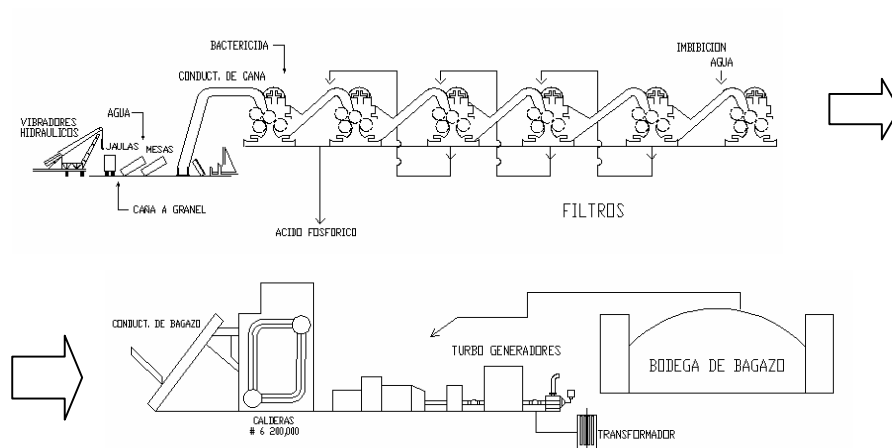 BACTERICIDA
IMBIBICION
AGUA
CONDUCT. DE CANA
AGUA
VIBRADORES
HIDRAULICOS
JAULAS MESAS
CAÑA A GRANEL
FILTROS
ACIDO FOSFORICO
CONDUCT. DE BAGAZO
TURBO GENERADORES
BODEGA DE BAGAZO
CALDERAS
# 6 200,000
TRANSFORMADOR